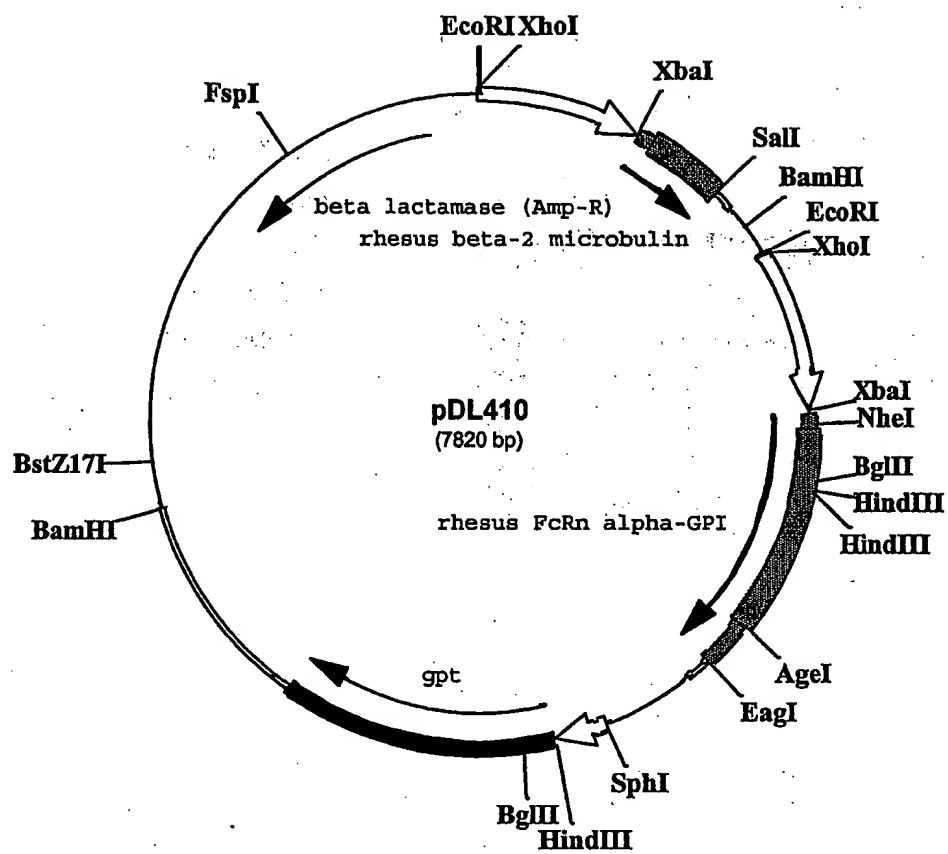 EcoRI XhoI
XbaI
FspI
SalI
BamHI
EcoRI
XhoI
beta lactamase (Amp-R)
rhesus beta-2 microbulin
pDL410
(7820 bp)
XbaI
NheI
BglII
HindIII
HindIII
BstZ17I
BamHI
rhesus FcRn alpha-GPI
AgeI
EagI
gpt
SphI
BglII
HindIII